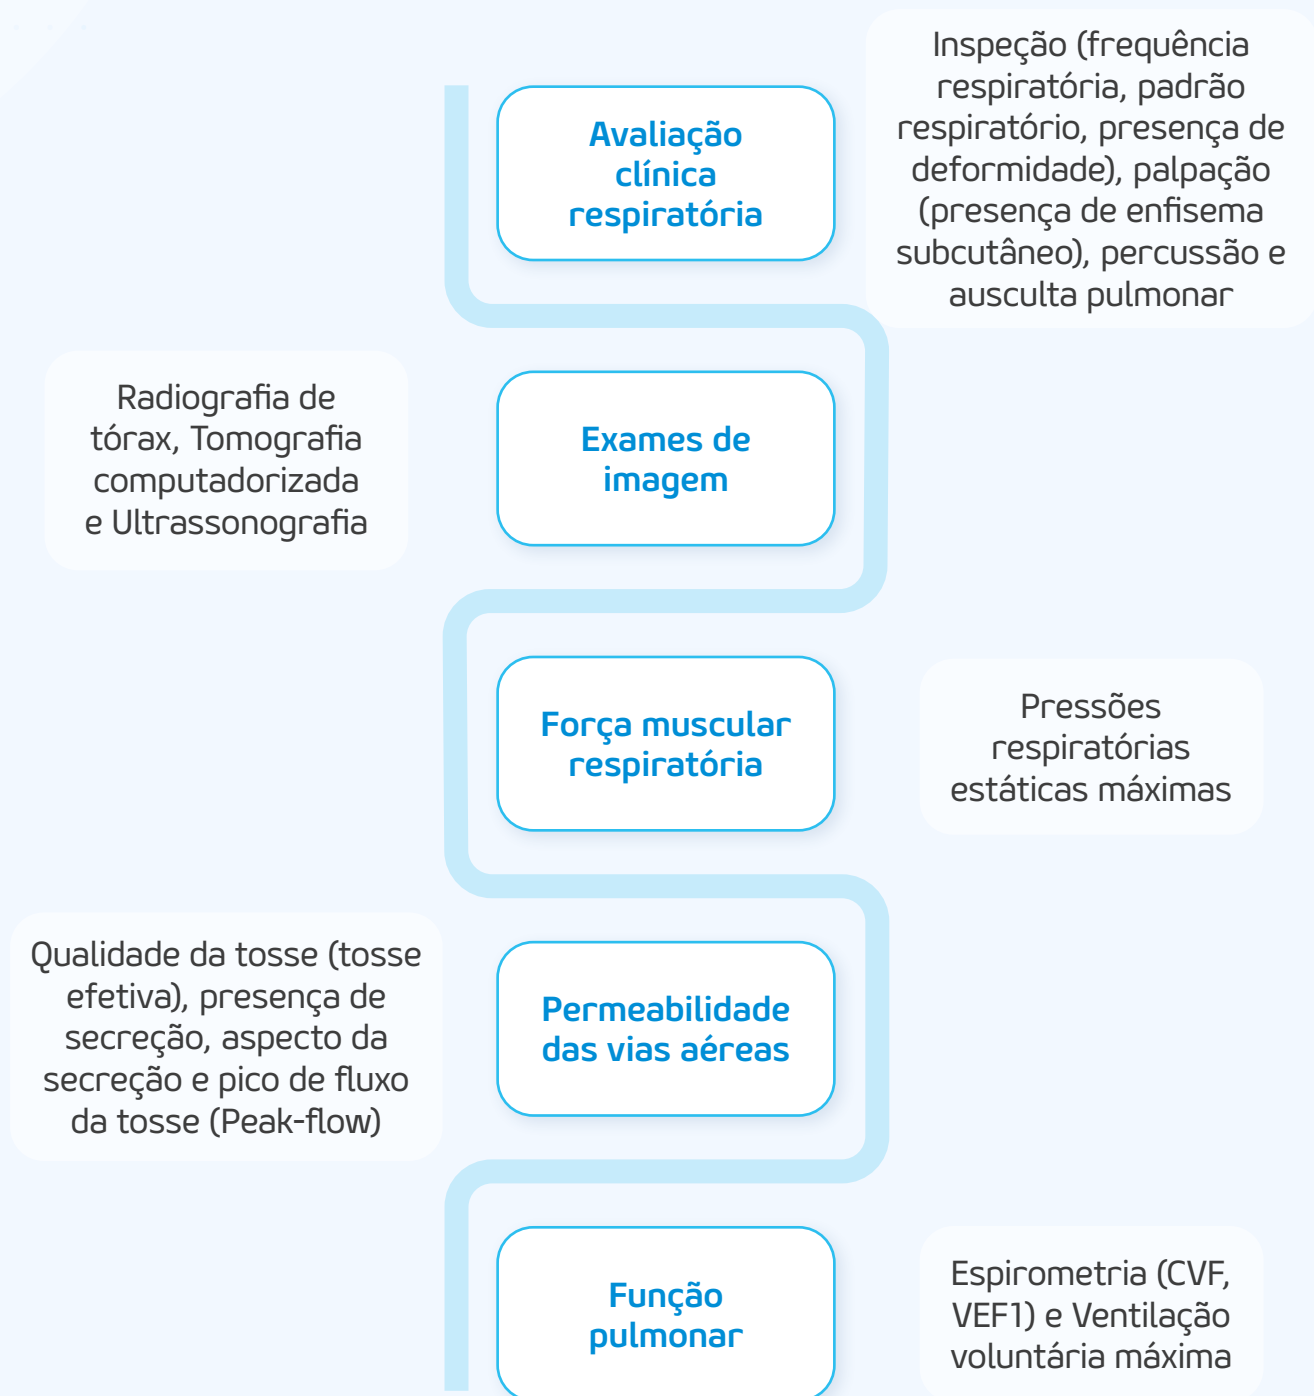 Avaliação
clínica
respiratória
Inspeção (frequência
respiratória, padrão
respiratório, presença de
deformidade), palpação
(presença de enfisema
subcutâneo), percussão e
ausculta pulmonar
Exames de
imagem
Radiografia de
tórax, Tomografia
computadorizada
e Ultrassonografia
Força muscular
respiratória
Pressões
respiratórias
estáticas máximas
Permeabilidade
das vias aéreas
Qualidade da tosse (tosse
efetiva), presença de
secreção, aspecto da
secreção e pico de fluxo
da tosse (Peak-flow)
Função
pulmonar
Espirometria (CVF,
VEF1) e Ventilação
voluntária máxima